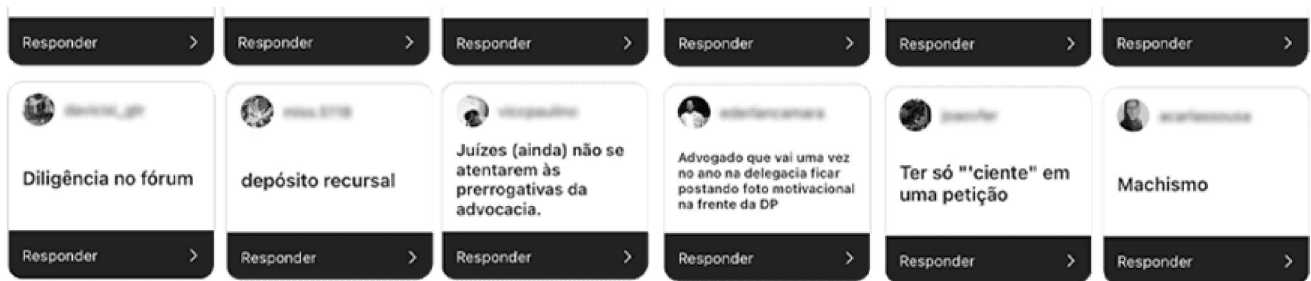 Responder >
Responder >
Responder >
Responder >
Responder >
Responder >
Diligência no fórum
depósito recursal
Juízes (ainda) não se
atentarem às
prerrogativas da
advocacia.
Advogado que vai uma vez
no ano na delegacia ficar
postando foto motivacional
na frente da DP
Ter só "'ciente" em
uma petição
Machismo
Responder >
Responder >
Responder >
Responder >
Responder >
Responder >